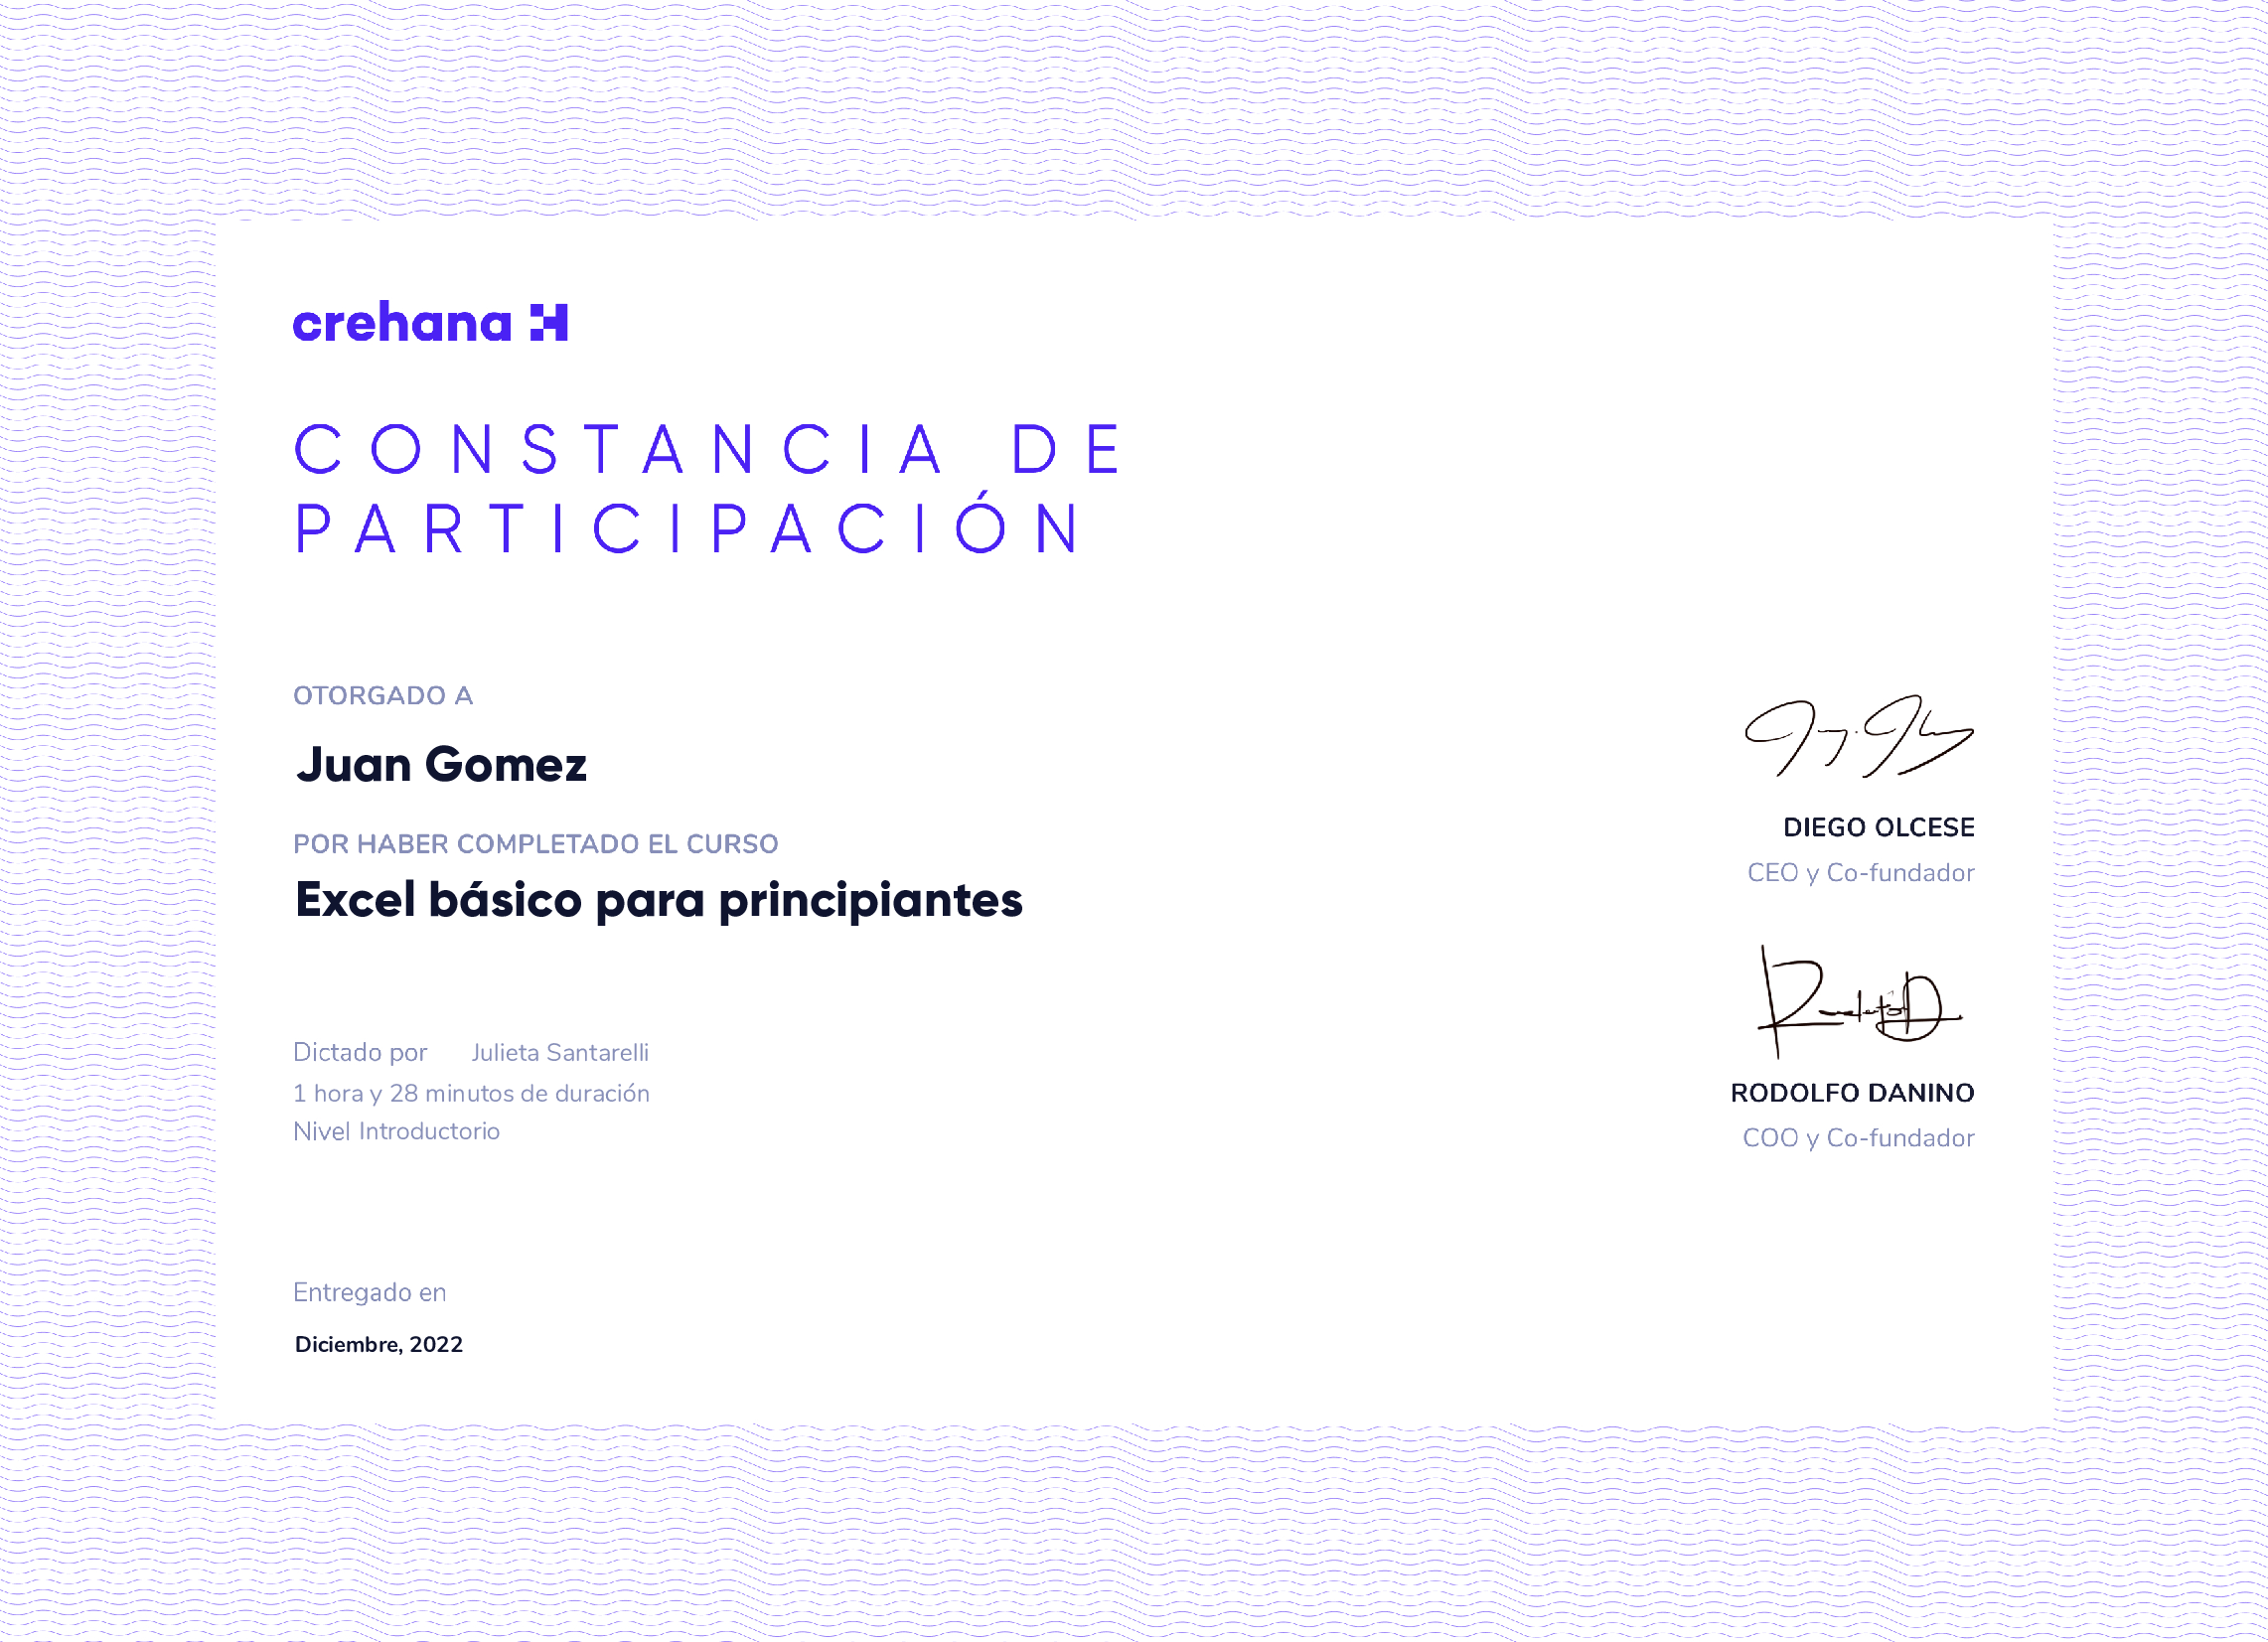 crehana
CONSTANCIA DE
PARTICIPACIÓN
OTORGADO A
Juan Gomez
POR HABER COMPLETADO EL CURSO
Excel básico para principiantes
Dictado por Julieta Santarelli
1 hora y 28 minutos de duración
Nivel Introductorio
Entregado en
Diciembre, 2022
DIEGO OLCESE
CEO y Co-fundador
RODOLFO DANINO
COO y Co-fundador